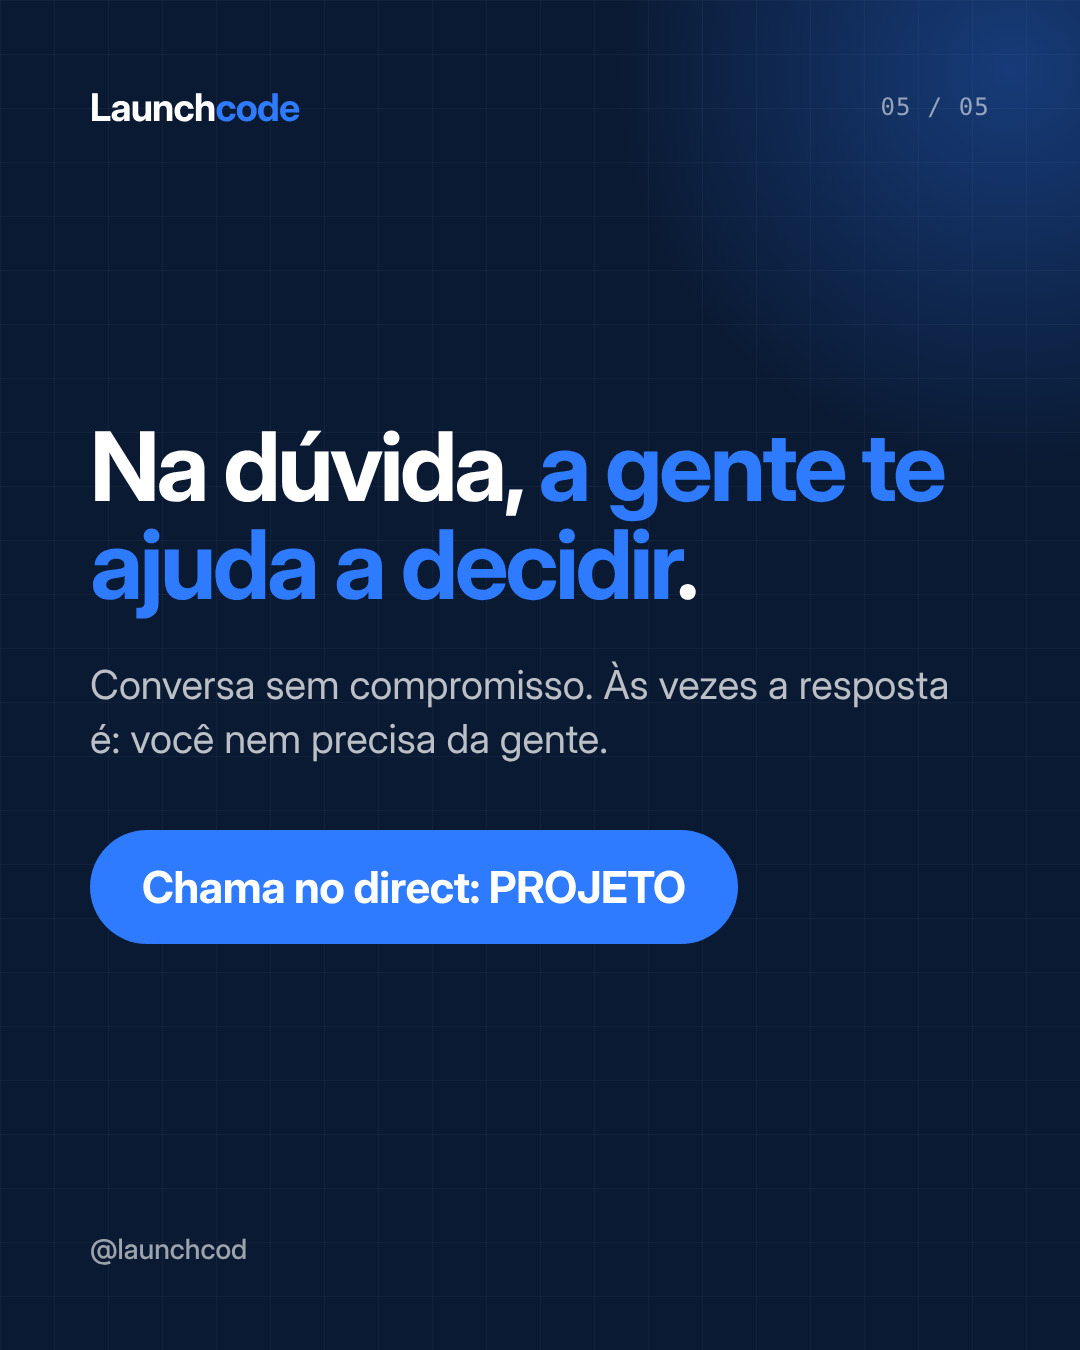 Launchcode
05 / 05
Na dúvida, a gente te
ajuda a decidir.
Conversa sem compromisso. Às vezes a resposta
é: você nem precisa da gente.
Chama no direct: PROJETO
@launchcod